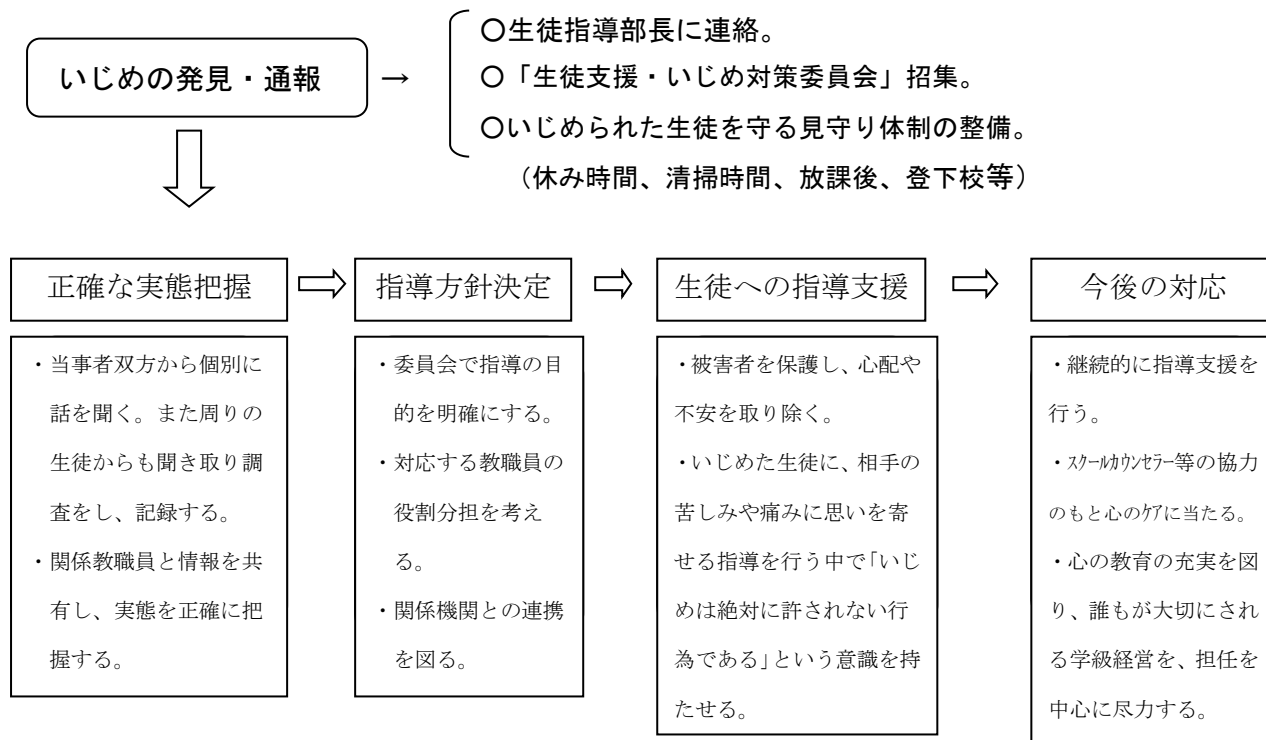 いじめの発見・通報
→
○生徒指導部長に連絡。
○「生徒支援・いじめ対策委員会」招集。
○いじめられた生徒を守る見守り体制の整備。
（休み時間、清掃時間、放課後、登下校等）
正確な実態把握
・当事者双方から個別に
話を聞く。また周りの
生徒からも聞き取り調
査をし、記録する。
・関係教職員と情報を共
有し、実態を正確に把
握する。
指導方針決定
・委員会で指導の目
的を明確にする。
・対応する教職員の
役割分担を考え
る。
・関係機関との連携
を図る。
生徒への指導支援
・被害者を保護し、心配や
不安を取り除く。
・いじめた生徒に、相手の
苦しみや痛みに思いを寄
せる指導を行う中で「いじ
めは絶対に許されない行
為である」という意識を持
たせる。
今後の対応
・継続的に指導支援を
行う。
・ｽｸｰﾙｶｳﾝｾﾗｰ等の協力
のもと心のｹｱに当たる。
・心の教育の充実を図
り、誰もが大切にされ
る学級経営を、担任を
中心に尽力する。